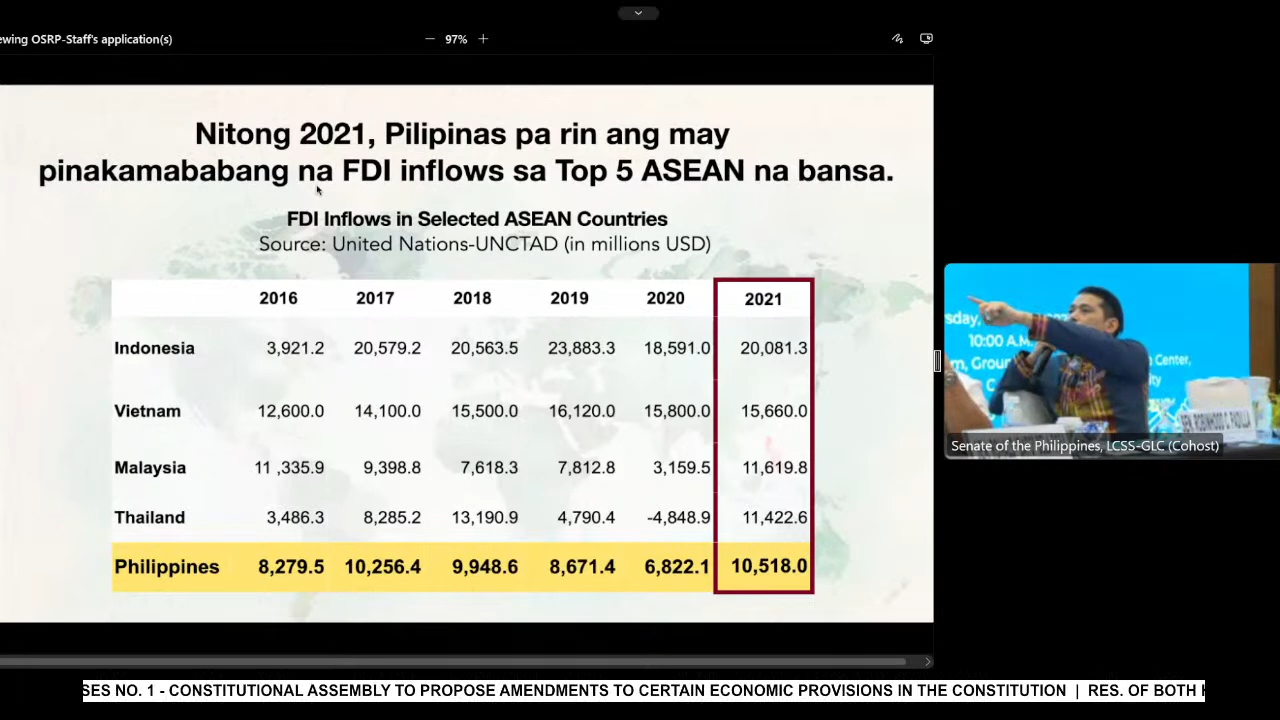 ewing OSRP-Staff's application(s)
97%
Nitong 2021, Pilipinas pa rin ang may
pinakamababang na FDI inflows sa Top 5 ASEAN na bansa.
FDI Inflows in Selected ASEAN Countries
Source: United Nations-UNCTAD (in millions USD)
2016 2017 2018 2019 2020 2021
Indonesia 3,921.2 20,579.2 20,563.5 23,883.3 18,591.0 20,081.3
Vietnam 12,600.0 14,100.0 15,500.0 16,120.0 15,800.0 15,660.0
Malaysia 11 ,335.9 9,398.8 7,618.3 7,812.8 3,159.5 11,619.8
Thailand 3,486.3 8,285.2 13,190.9 4,790.4 -4,848.9 11,422.6
Philippines 8,279.5 10,256.4 9,948.6 8,671.4 6,822.1 10,518.0
10:00 A.M.
Center,
SEN. ROBINHOOD C. PADILLA
Senate of the Philippines, LCSS-GLC (Cohost)
SES NO. 1 - CONSTITUTIONAL ASSEMBLY TO PROPOSE AMENDMENTS TO CERTAIN ECONOMIC PROVISIONS IN THE CONSTITUTION | RES. OF BOTH